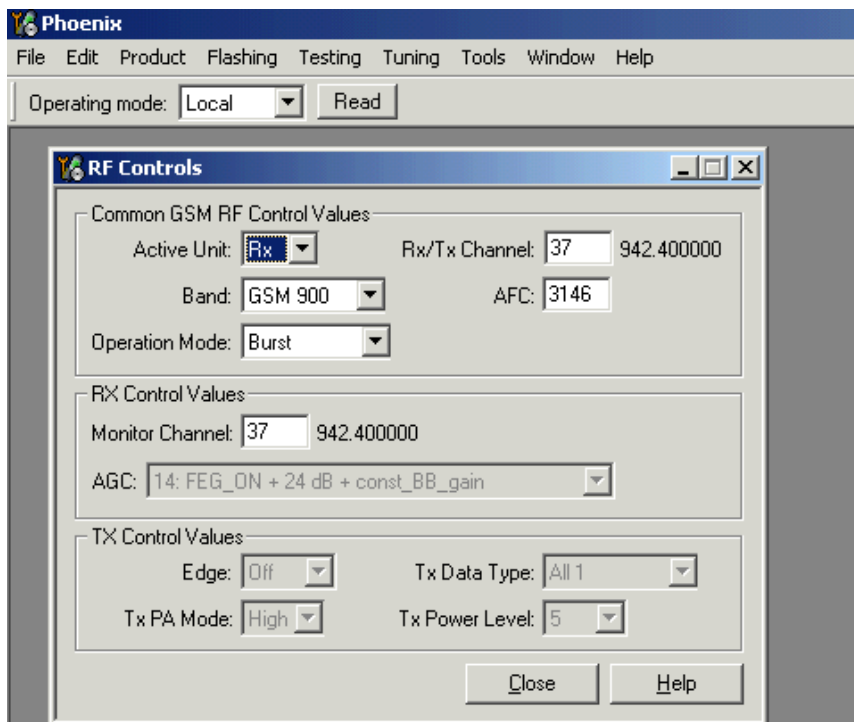 Phoenix
File Edit Product Flashing Testing Tuning Tools Window Help
Operating mode: Local Read
RF Controls
Common GSM RF Control Values
Active Unit: Rx Rx/Tx Channel: 37 942.400000
Band: GSM 900 AFC: 3146
Operation Mode: Burst
RX Control Values
Monitor Channel: 37 942.400000
AGC: 14: FEG_ON + 24 dB + const_BB_gain
TX Control Values
Edge: Off Tx Data Type: All 1
Tx PA Mode: High Tx Power Level: 5
Close Help